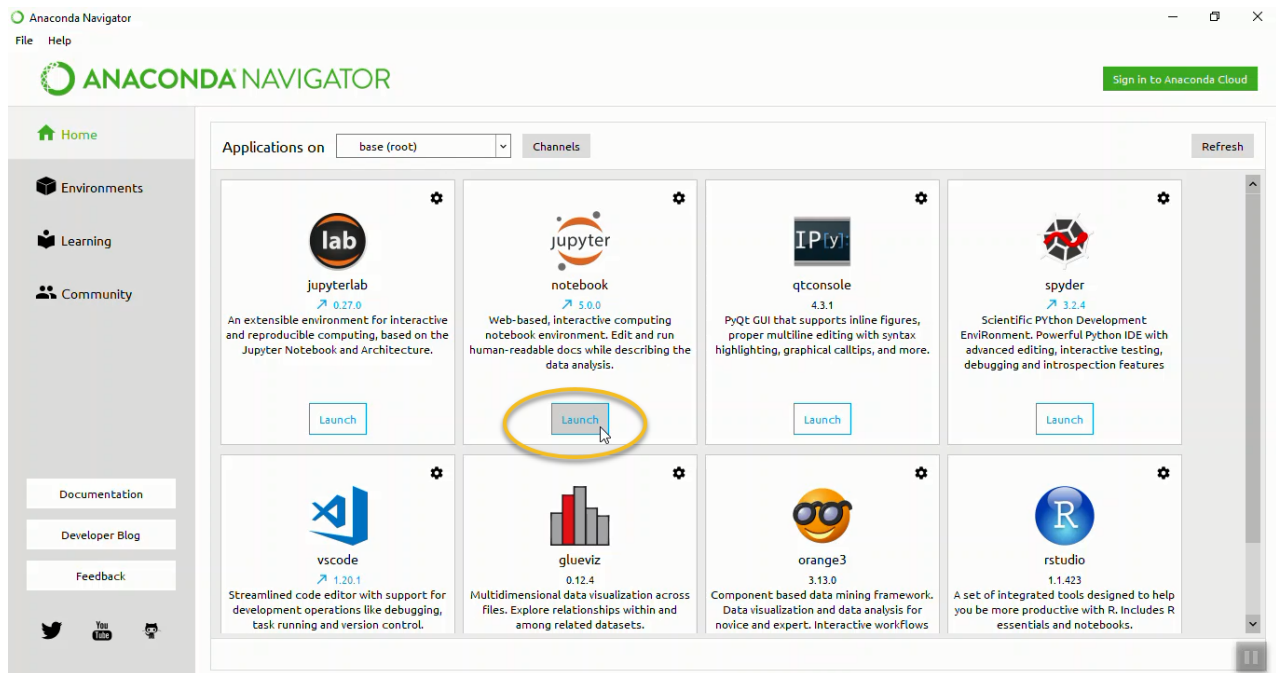 Anaconda Navigator
File Help
ANACONDA NAVIGATOR
Sign in to Anaconda Cloud
Home
Environments
Learning
Community
Documentation
Developer Blog
Feedback
You
Tube
Applications on base (root) Channels Refresh
lab
jupyterlab
0.27.0
An extensible environment for interactive
and reproducible computing, based on the
Jupyter Notebook and Architecture.
Launch
jupyter
notebook
5.0.0
Web-based, interactive computing
notebook environment. Edit and run
human-readable docs while describing the
data analysis.
Launch
IP[y]:
qtconsole
4.3.1
PyQt GUI that supports inline figures,
proper multiline editing with syntax
highlighting, graphical calltips, and more.
Launch
spyder
3.2.4
Scientific PYthon Development
EnviRonment. Powerful Python IDE with
advanced editing, interactive testing,
debugging and introspection features
Launch
vscode
1.20.1
Streamlined code editor with support for
development operations like debugging,
task running and version control.
glueviz
0.12.4
Multidimensional data visualization across
files. Explore relationships within and
among related datasets.
orange3
3.13.0
Component based data mining framework.
Data visualization and data analysis for
novice and expert. Interactive workflows
R
rstudio
1.1.423
A set of integrated tools designed to help
you be more productive with R. Includes R
essentials and notebooks.